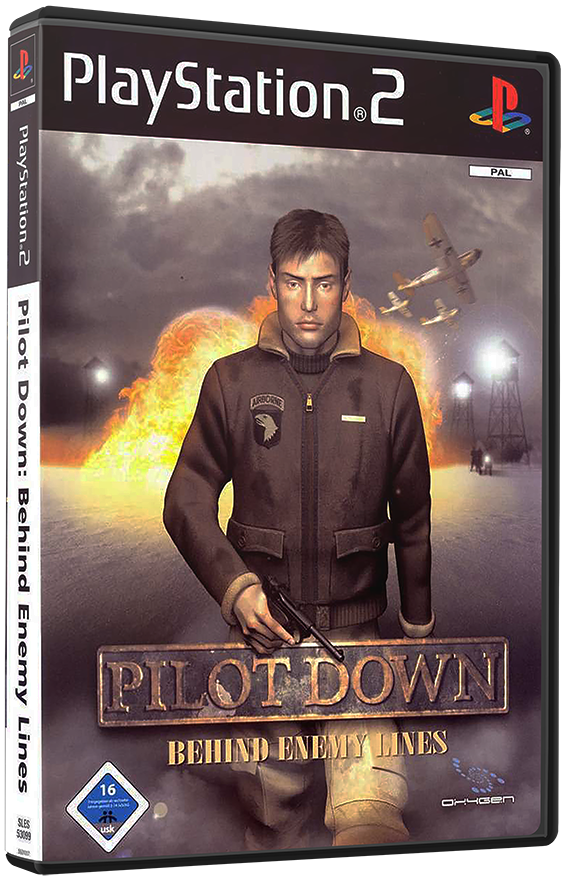 PAL
PlayStation.2
Pilot Down: Behind Enemy Lines
SLES
53099
PlayStation®2
PAL
AIRBORNE
PILOT DOWN
BEHIND ENEMY LINES
16
usk
OXYGEN